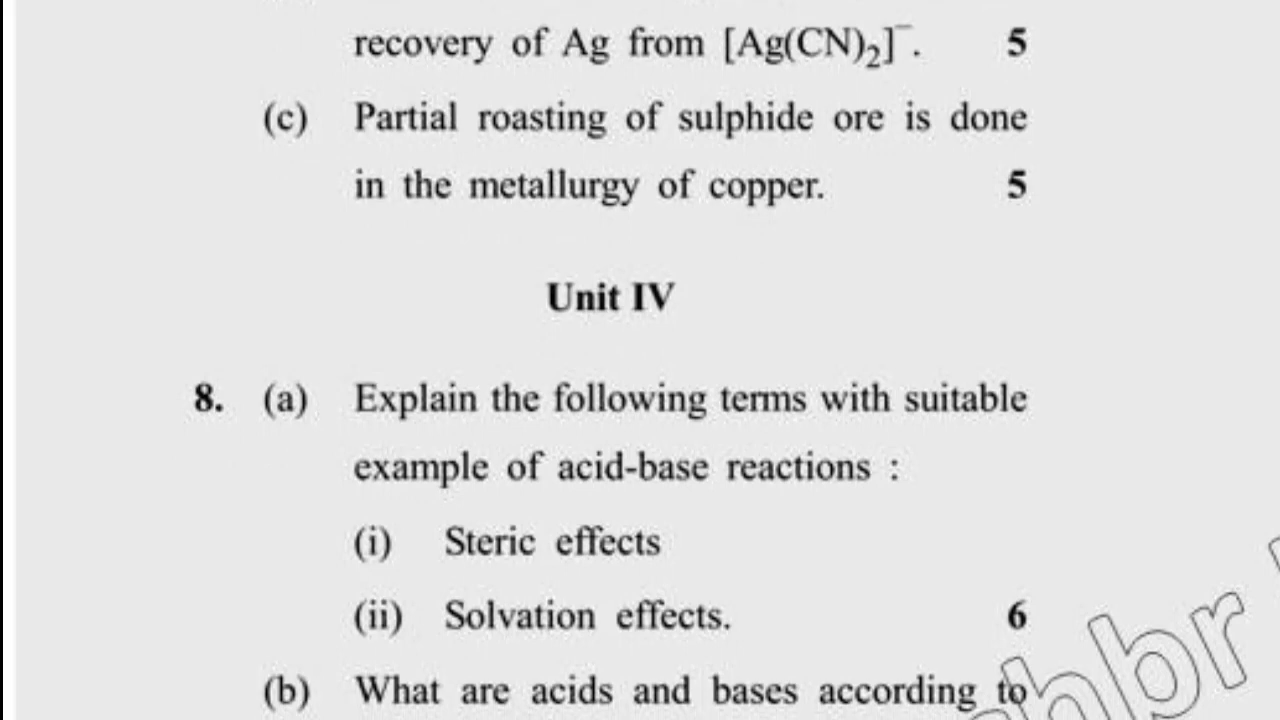 recovery of Ag from [Ag(CN)₂]⁻. 5
(c) Partial roasting of sulphide ore is done
in the metallurgy of copper. 5
Unit IV
8. (a) Explain the following terms with suitable
example of acid-base reactions :
(i) Steric effects
(ii) Solvation effects. 6
(b) What are acids and bases according to